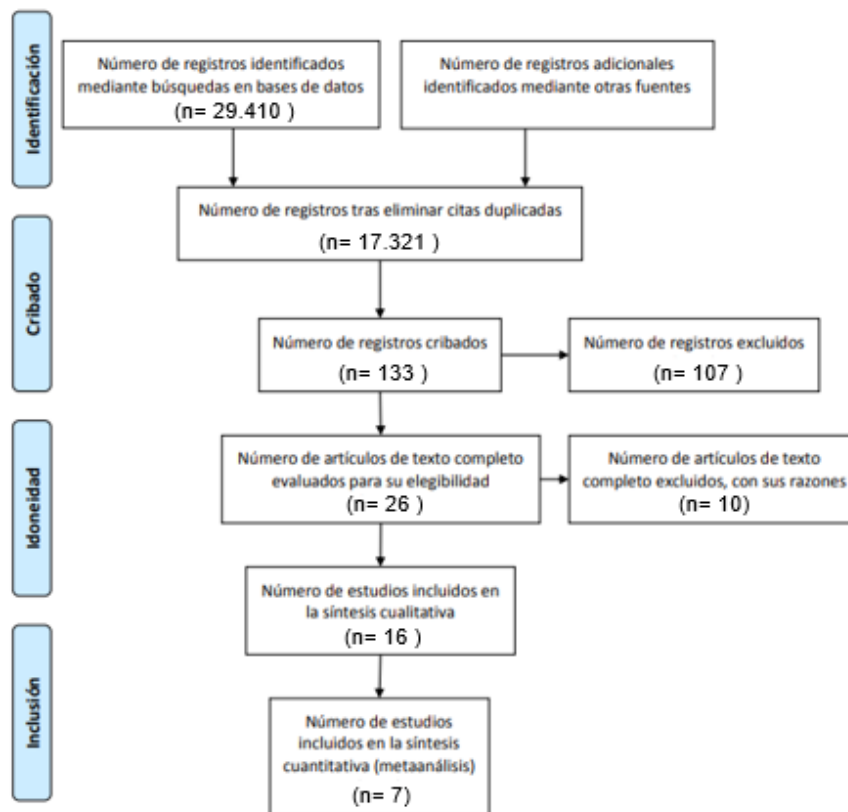 Identificación
Número de registros identificados
mediante búsquedas en bases de datos
(n= 29.410 )
Número de registros adicionales
identificados mediante otras fuentes
Número de registros tras eliminar citas duplicadas
(n= 17.321 )
Cribado
Número de registros cribados
(n= 133 )
Número de registros excluidos
(n= 107 )
Idoneidad
Número de artículos de texto completo
evaluados para su elegibilidad
(n= 26 )
Número de artículos de texto
completo excluidos, con sus razones
(n= 10)
Número de estudios incluidos en
la síntesis cualitativa
(n= 16 )
Inclusión
Número de estudios
incluidos en la síntesis
cuantitativa (metaanálisis)
(n= 7)